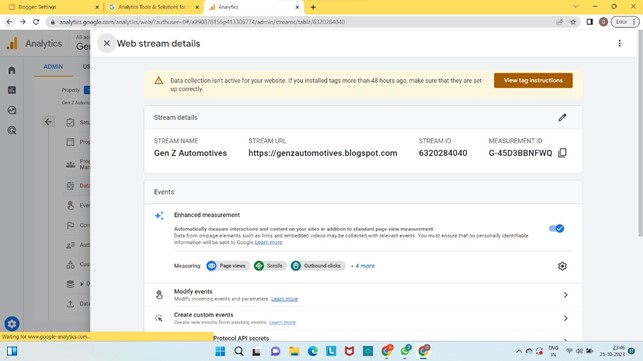 Blogger: Settings
Analytics Tools & Solutions for
Analytics
analytics.google.com/analytics/web/?authuser=0#/a290878155p413305774/admin/streams/table/6320284040
Error
Analytics
All
Gen Z
Web stream details
ADMIN
US
Data collection isn't active for your website. If you installed tags more than 48 hours ago, make sure that they are set
up correctly.
View tag instructions
Property
Gen Z Automotives
Stream details
STREAM NAME
STREAM URL
STREAM ID
MEASUREMENT ID
Gen Z Automotives
https://genzautomotives.blogspot.com
6320284040
G-45D3BBNFWQ
Events
Enhanced measurement
Automatically measure interactions and content on your sites in addition to standard page view measurement.
Data from on-page elements such as links and embedded videos may be collected with relevant events. You must ensure that no personally identifiable
information will be sent to Google. Learn more
Measuring:
Page views
Scrolls
Outbound clicks
+ 4 more
Modify events
Modify incoming events and parameters. Learn more
Create custom events
Create new events from existing events. Learn more
Protocol API secrets
Waiting for www.google-analytics.com...
ENG
IN
22:46
25-10-2023